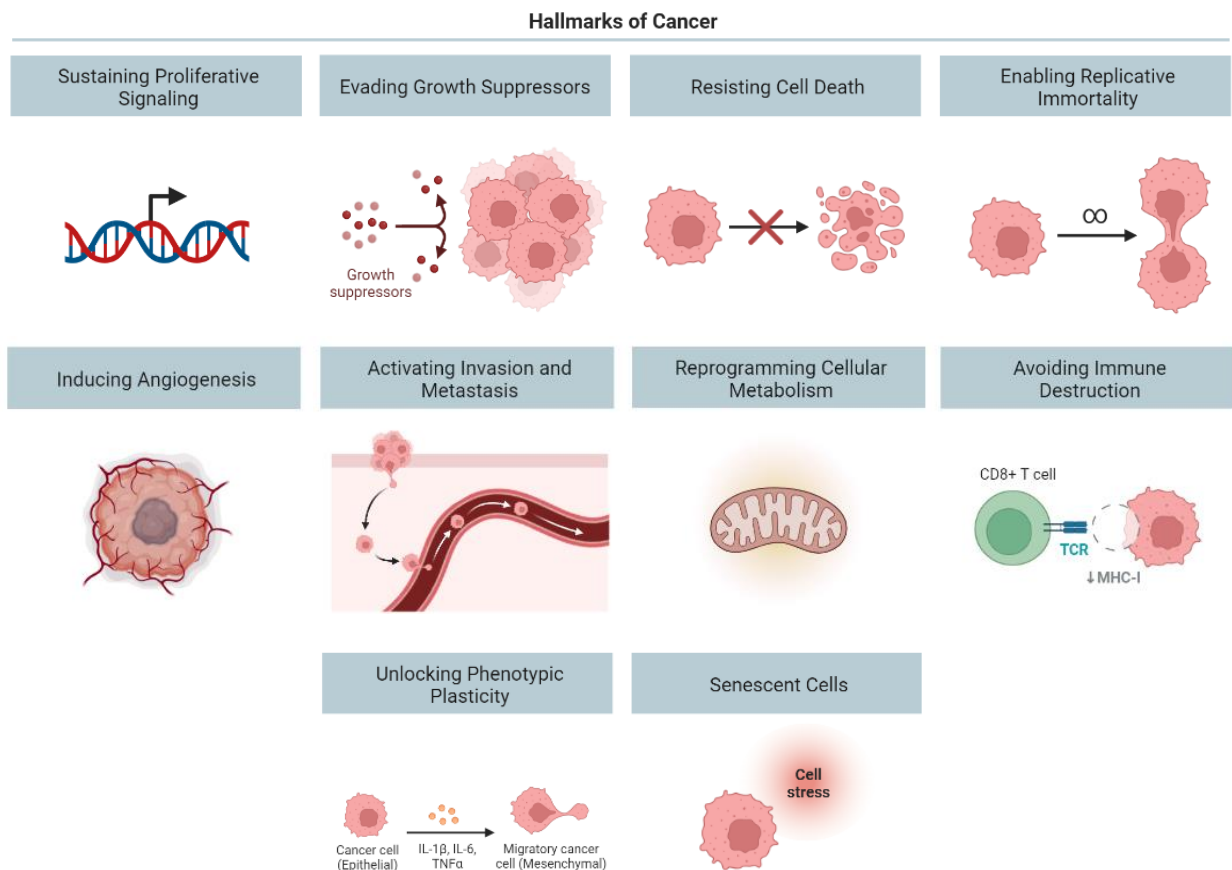 Hallmarks of Cancer
Sustaining Proliferative
Signaling
Evading Growth Suppressors
Resisting Cell Death
Enabling Replicative
Immortality
Growth
suppressors
∞
Inducing Angiogenesis
Activating Invasion and
Metastasis
Reprogramming Cellular
Metabolism
Avoiding Immune
Destruction
CD8+ T cell
TCR
↓MHC-I
Unlocking Phenotypic
Plasticity
Senescent Cells
Cancer cell
(Epithelial)
IL-1β, IL-6,
TNFα
Migratory cancer
cell (Mesenchymal)
Cell
stress